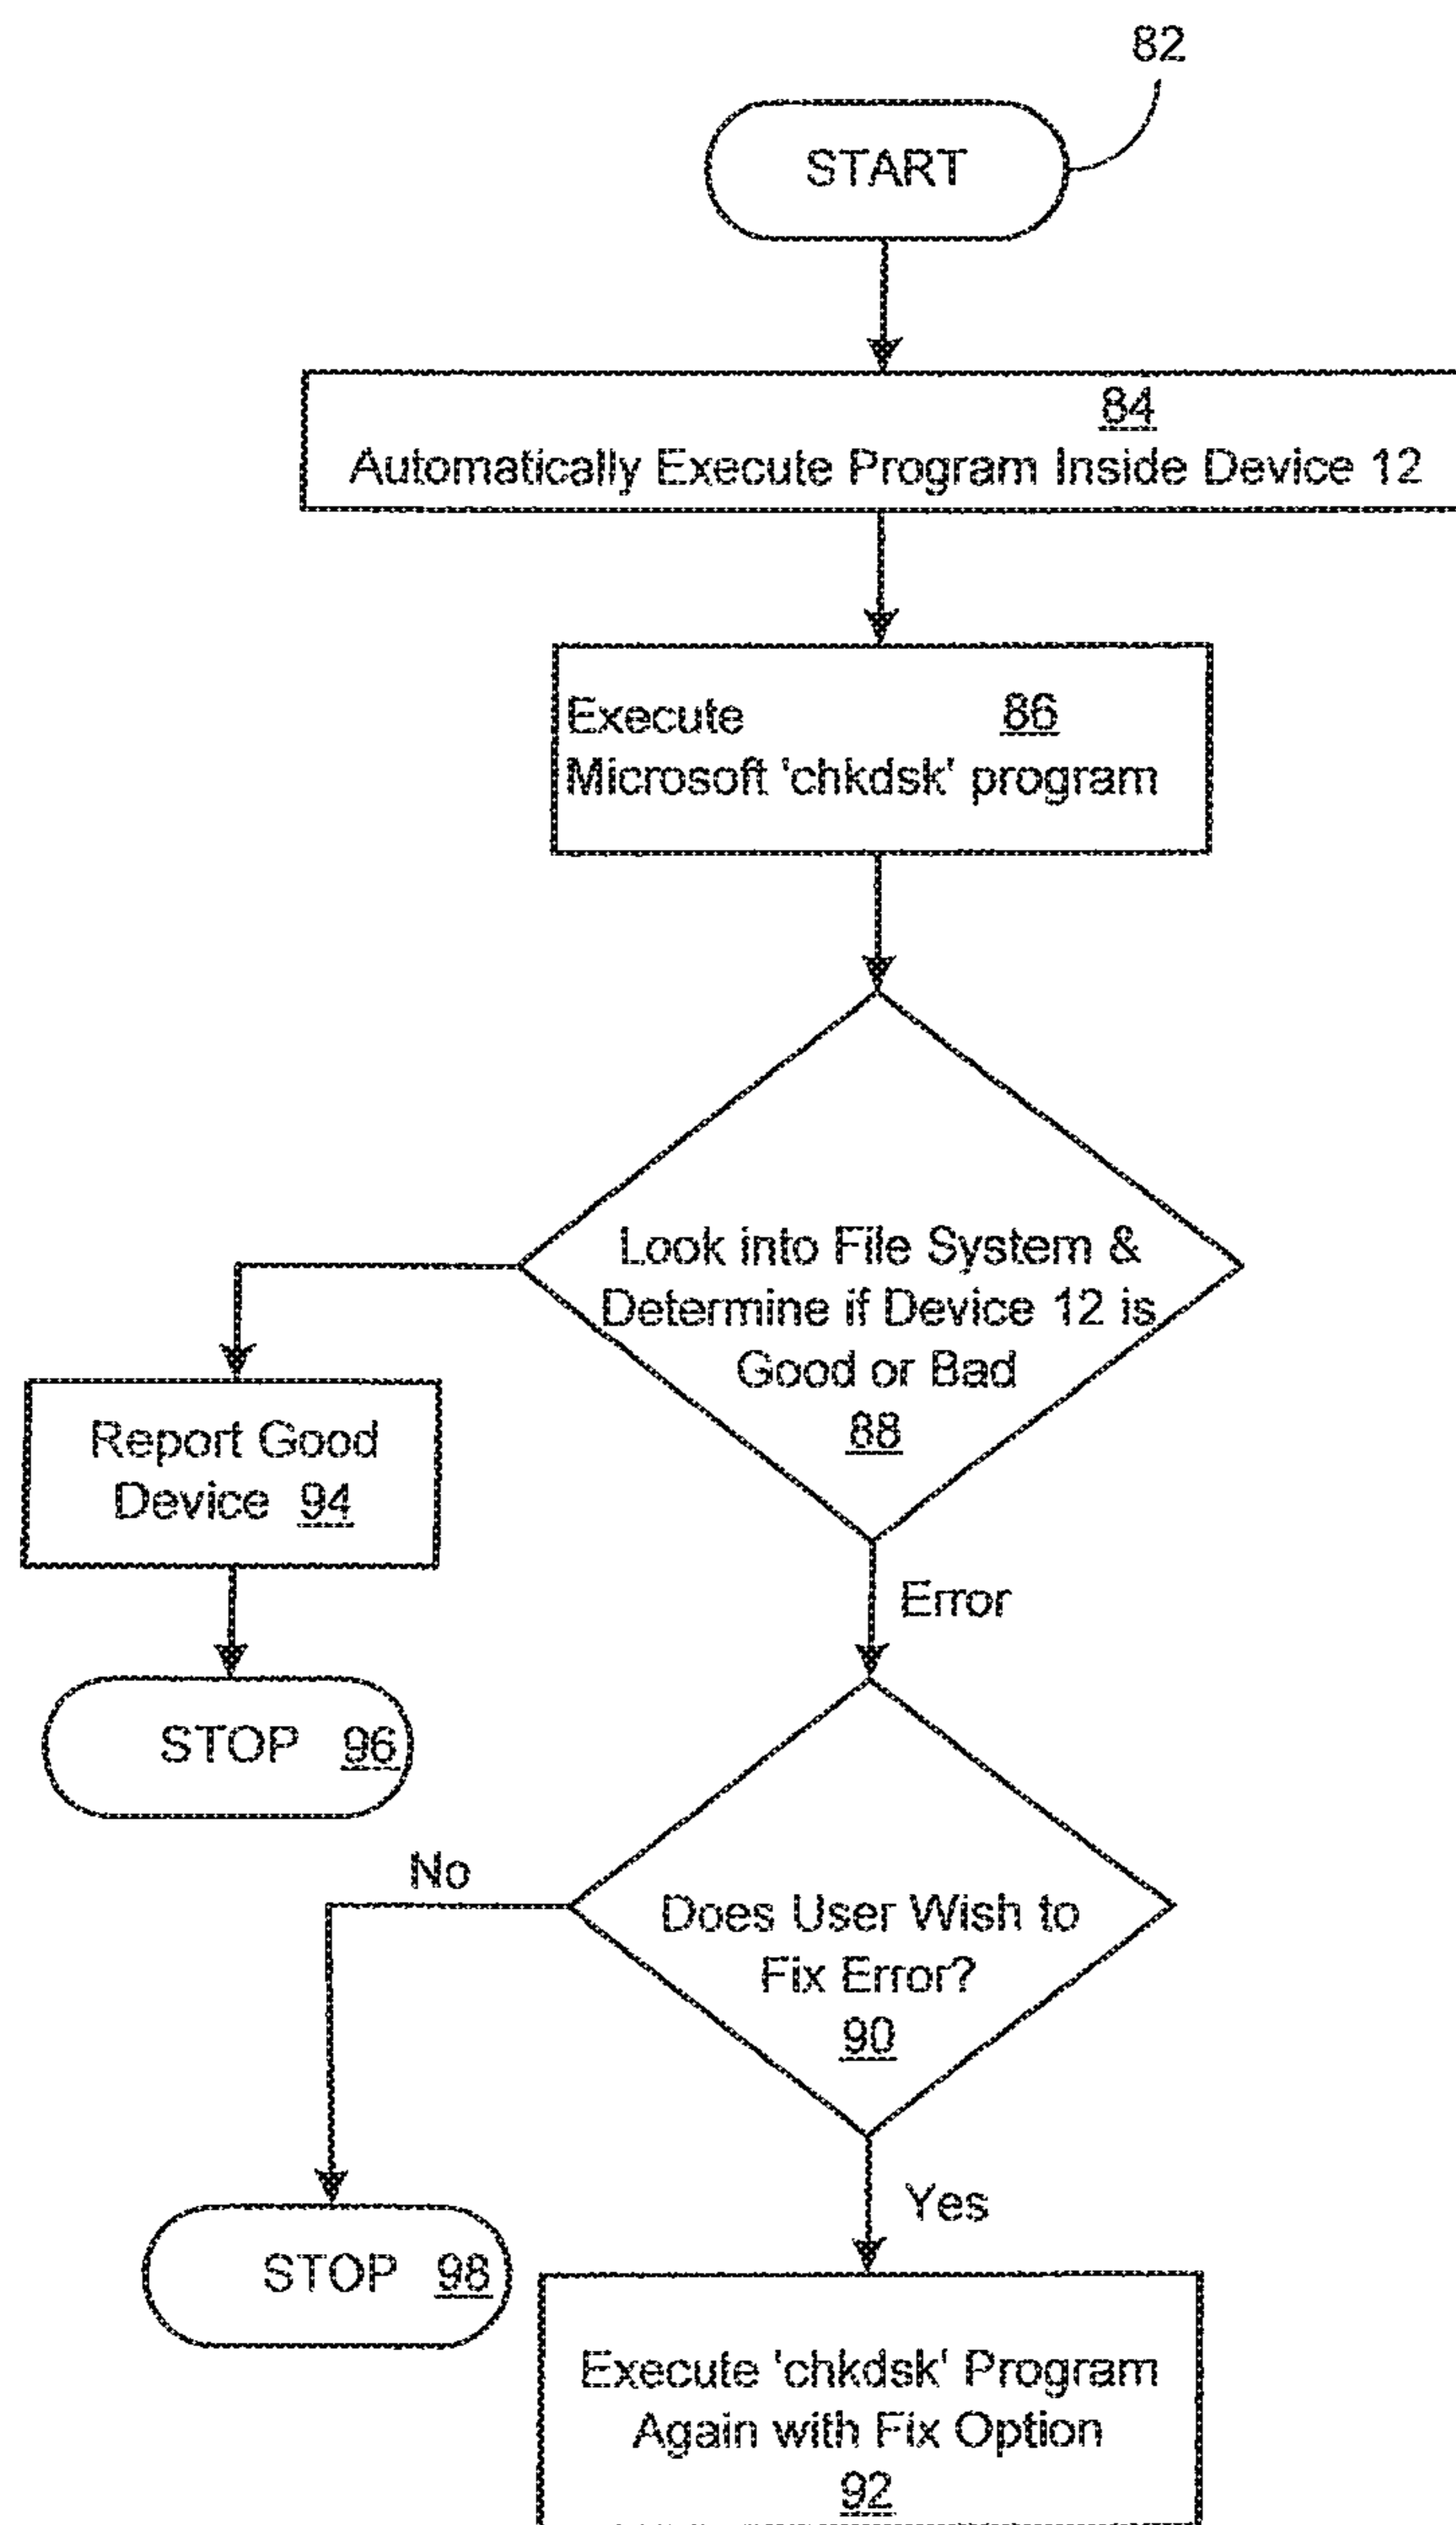 82
START
84
Automatically Execute Program Inside Device 12
Execute 86
Microsoft 'chkdsk' program
Look into File System &
Determine if Device 12 is
Good or Bad
88
Report Good
Device 94
Error
STOP 96
No
Does User Wish to
Fix Error?
90
Yes
STOP 98
Execute 'chkdsk' Program
Again with Fix Option
92